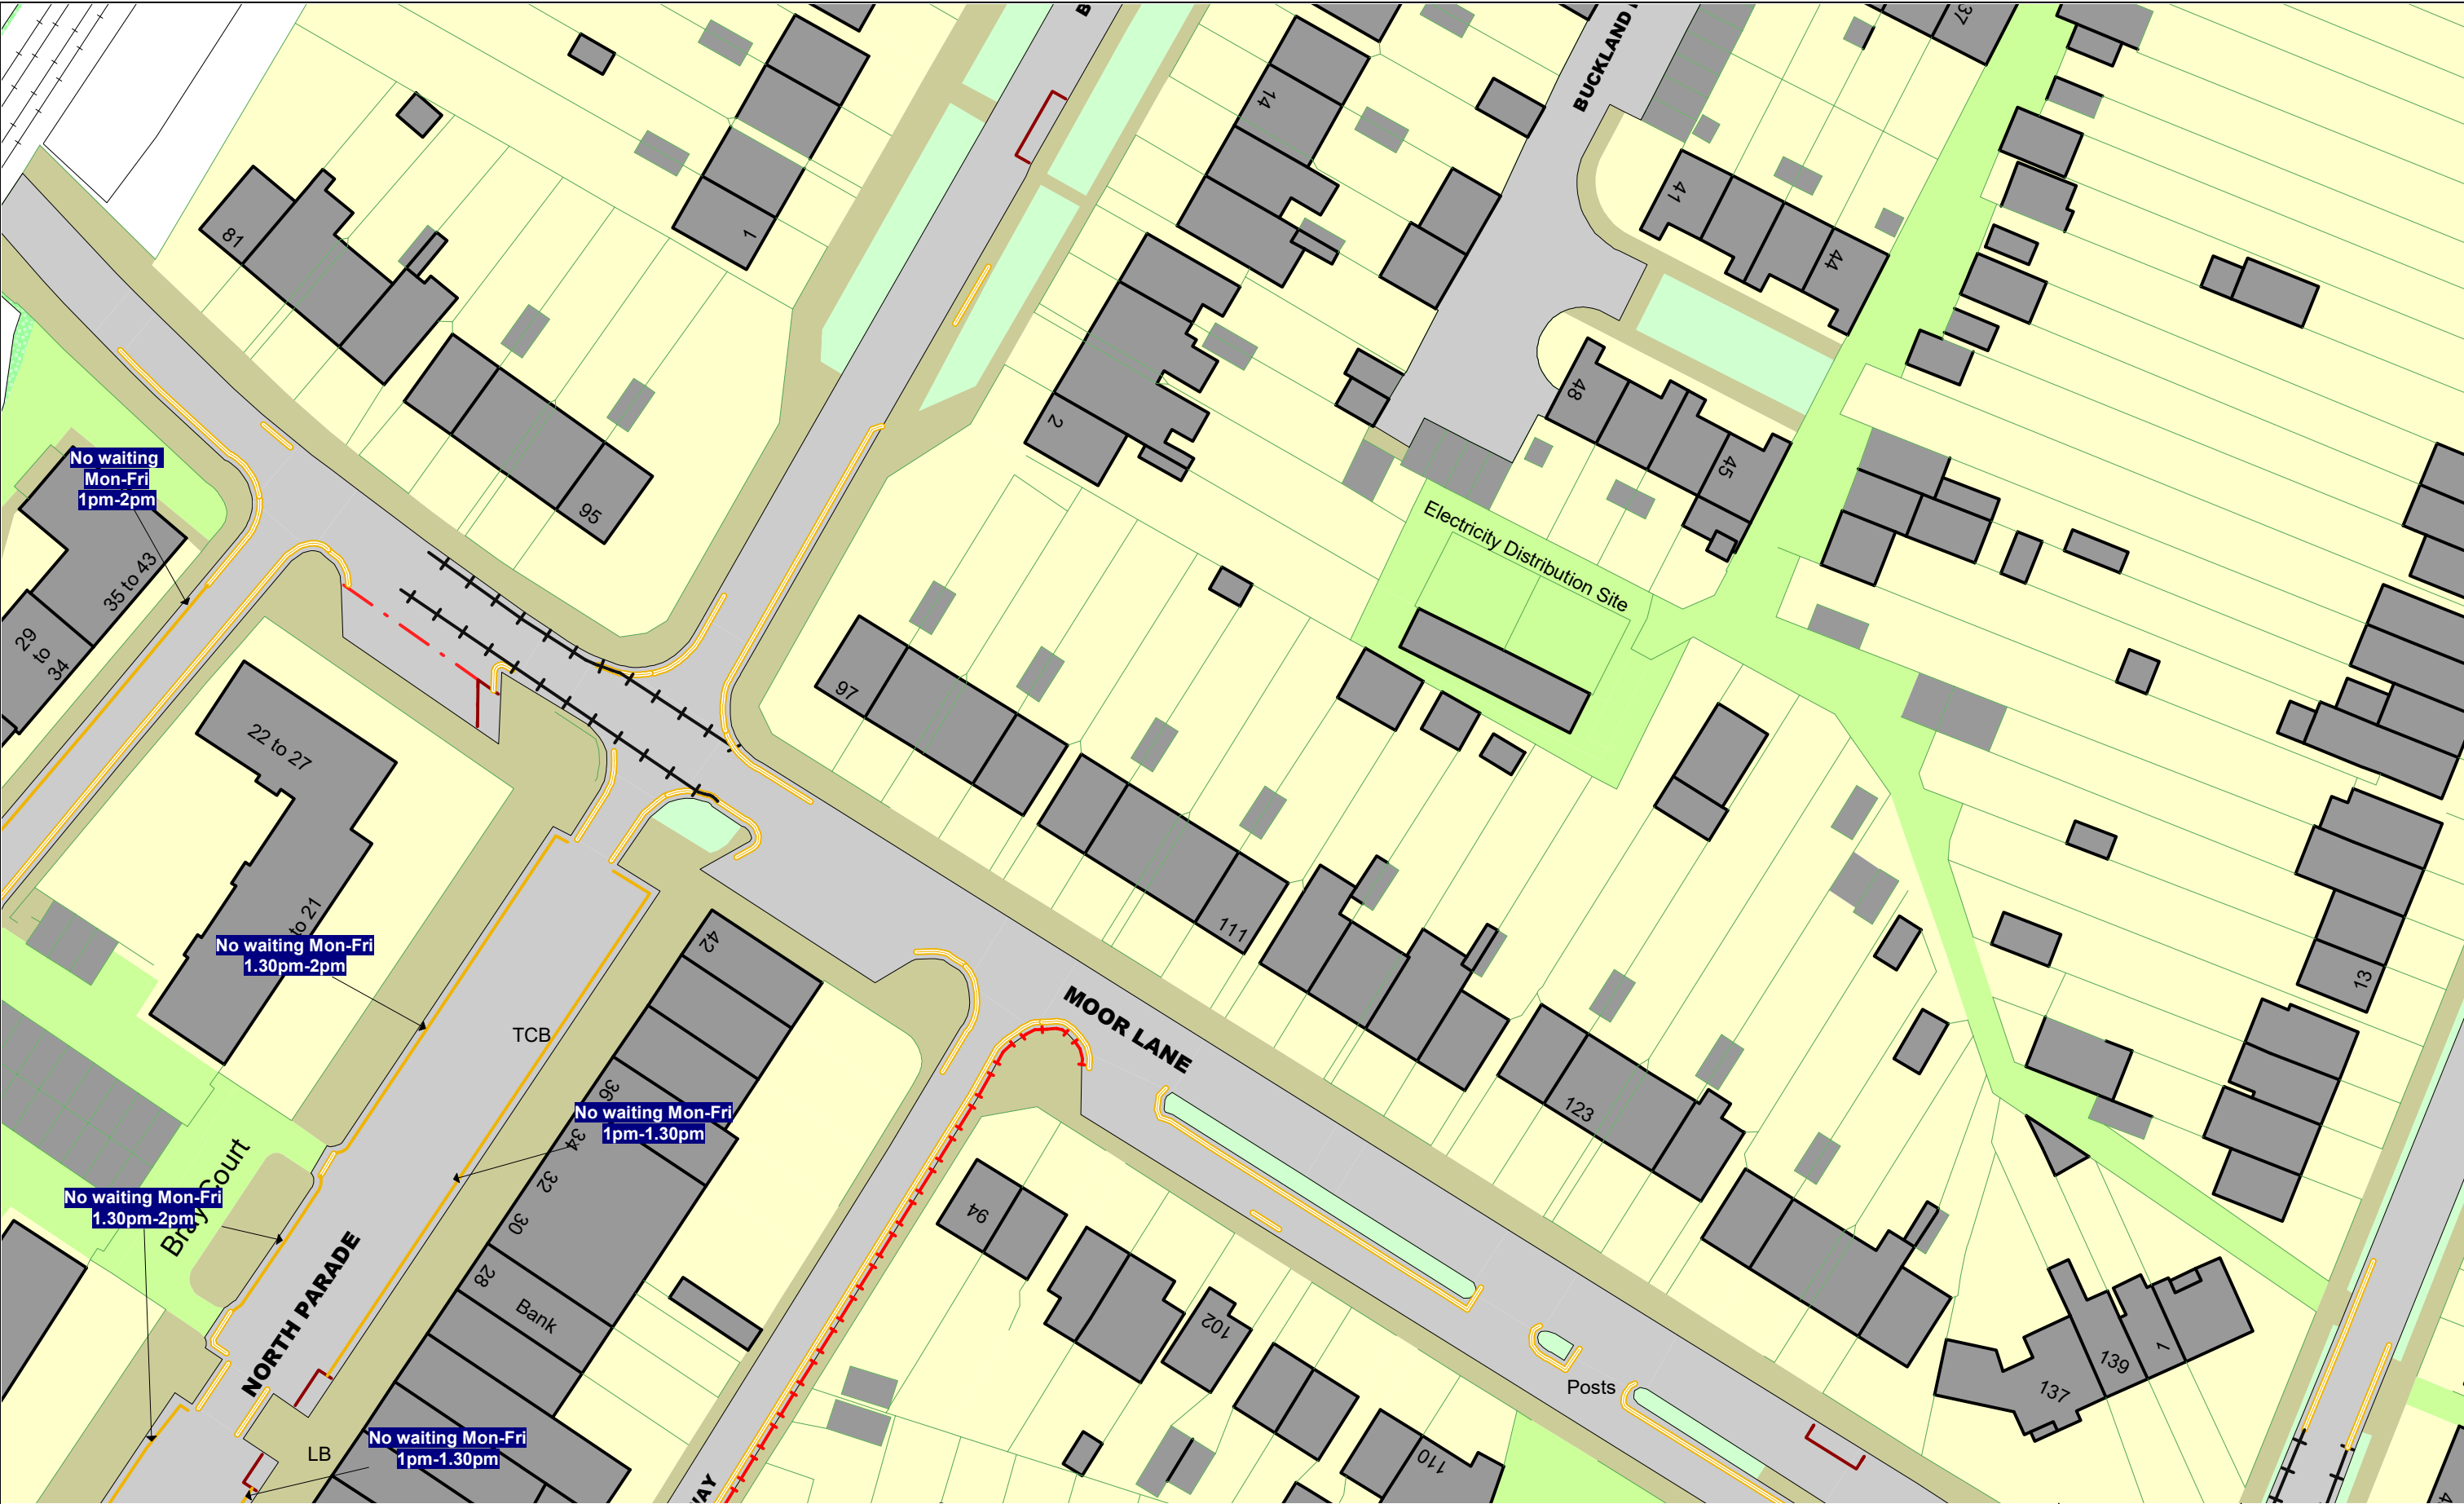 B
BUCKLAND
37
14
41
44
1
81
2
48
45
No waiting
Mon-Fri
1pm-2pm
95
Electricity Distribution Site
35 to 43
29
to
34
97
22 to 27
111
to 21
42
13
No waiting Mon-Fri
1.30pm-2pm
TCB
MOOR LANE
36
No waiting Mon-Fri
1pm-1.30pm
34
123
32
No waiting Mon-Fri
1.30pm-2pm
Bray Court
30
94
28
Bank
102
NORTH PARADE
Posts
137
139
1
110
LB
No waiting Mon-Fri
1pm-1.30pm
WAY